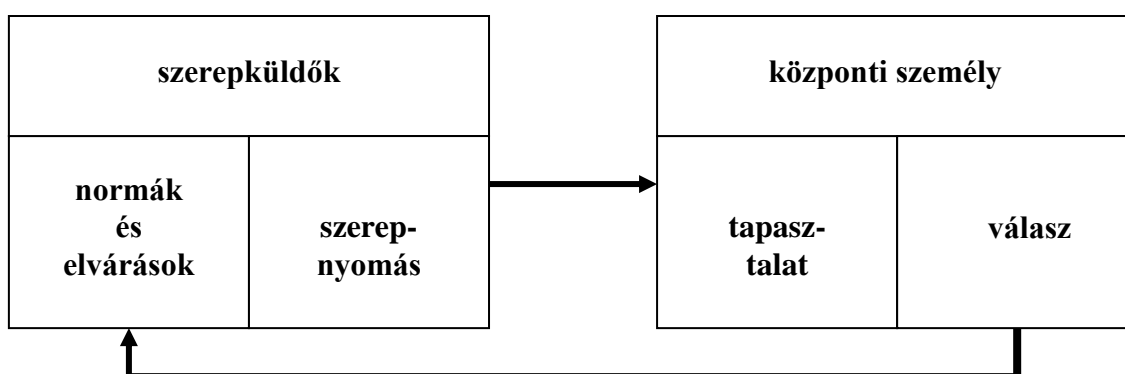 szerepküldők
központi személy
normák
és
elvárások
szerep-
nyomás
tapasz-
talat
válasz